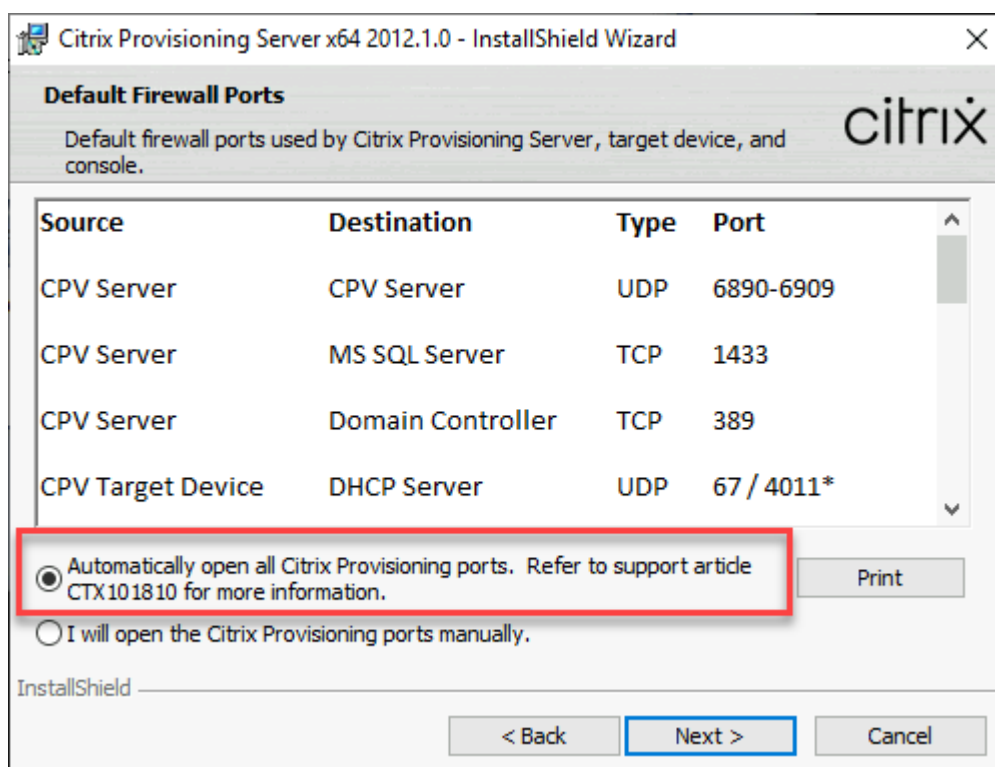 Citrix Provisioning Server x64 2012.1.0 - InstallShield Wizard
Default Firewall Ports
Default firewall ports used by Citrix Provisioning Server, target device, and
console.
citrix
Source Destination Type Port
CPV Server CPV Server UDP 6890-6909
CPV Server MS SQL Server TCP 1433
CPV Server Domain Controller TCP 389
CPV Target Device DHCP Server UDP 67 / 4011*
Automatically open all Citrix Provisioning ports. Refer to support article
CTX101810 for more information.
Print
I will open the Citrix Provisioning ports manually.
InstallShield
< Back Next > Cancel